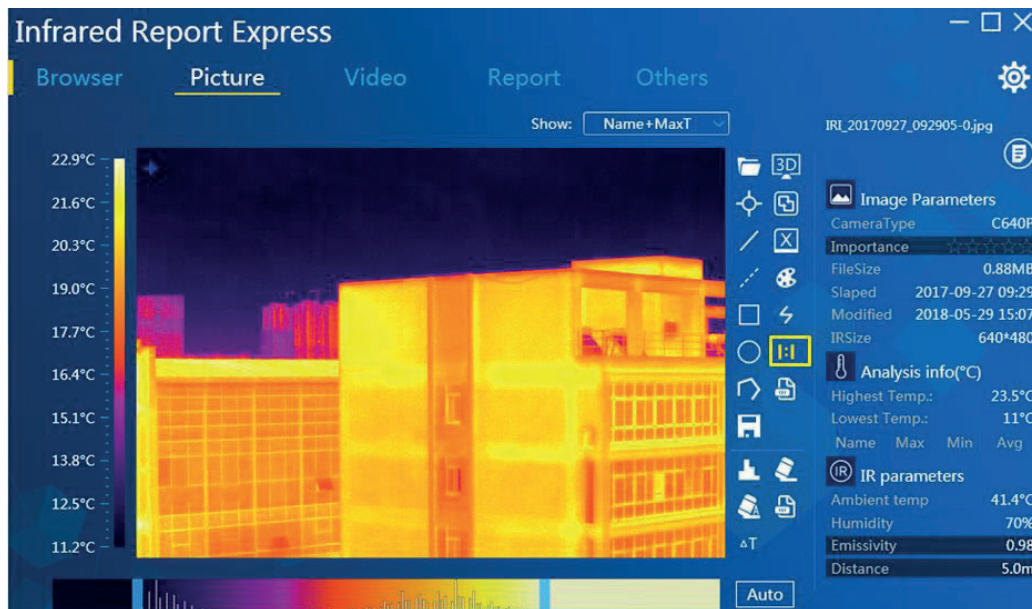 Infrared Report Express
Browser Picture Video Report Others
Show: Name+MaxT
IRI_20170927_092905-0.jpg
22.9°C
21.6°C
20.3°C
19.0°C
17.7°C
16.4°C
15.1°C
13.8°C
12.5°C
11.2°C
3D
X
1:1
A
△T
Auto
Image Parameters
CameraType C640P
Importance
FileSize 0.88MB
Slaped 2017-09-27 09:29
Modified 2018-05-29 15:07
IRSize 640*480
Analysis info(°C)
Highest Temp.: 23.5°C
Lowest Temp.: 11°C
Name Max Min Avg
IR IR parameters
Ambient temp 41.4°C
Humidity 70%
Emissivity 0.98
Distance 5.0m